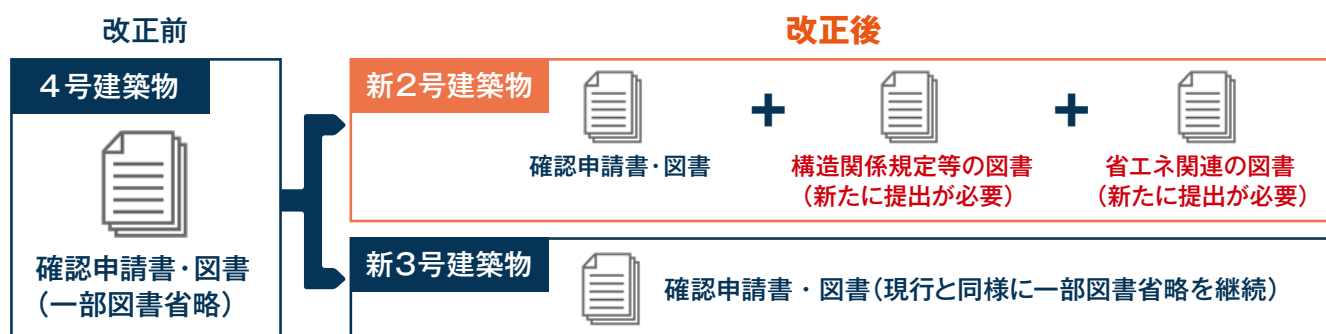 改正前
4号建築物
確認申請書・図書
(一部図書省略)
改正後
新2号建築物
確認申請書・図書
+
構造関係規定等の図書
(新たに提出が必要)
+
省エネ関連の図書
(新たに提出が必要)
新3号建築物
確認申請書・図書(現行と同様に一部図書省略を継続)